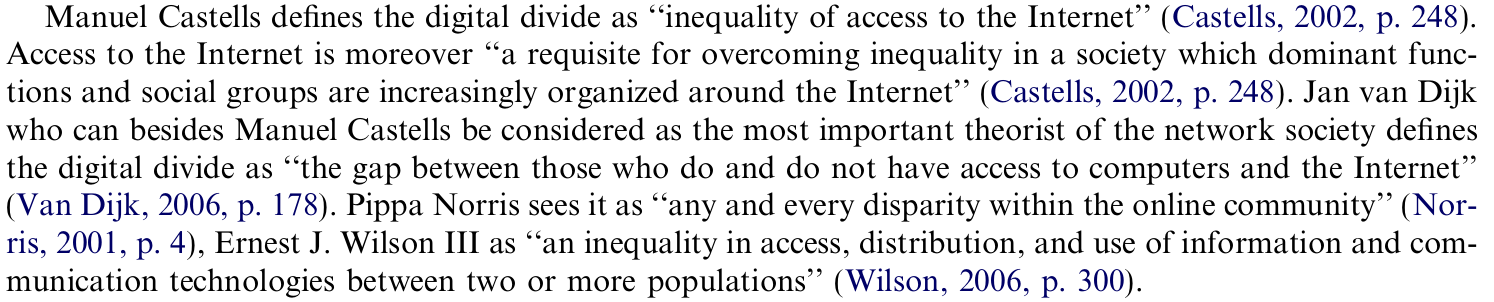 Manuel Castells defines the digital divide as ‘‘inequality of access to the Internet’’ (Castells, 2002, p. 248).
Access to the Internet is moreover ‘‘a requisite for overcoming inequality in a society which dominant func-
tions and social groups are increasingly organized around the Internet’’ (Castells, 2002, p. 248). Jan van Dijk
who can besides Manuel Castells be considered as the most important theorist of the network society defines
the digital divide as ‘‘the gap between those who do and do not have access to computers and the Internet’’
(Van Dijk, 2006, p. 178). Pippa Norris sees it as ‘‘any and every disparity within the online community’’ (Nor-
ris, 2001, p. 4), Ernest J. Wilson III as ‘‘an inequality in access, distribution, and use of information and com-
munication technologies between two or more populations’’ (Wilson, 2006, p. 300).